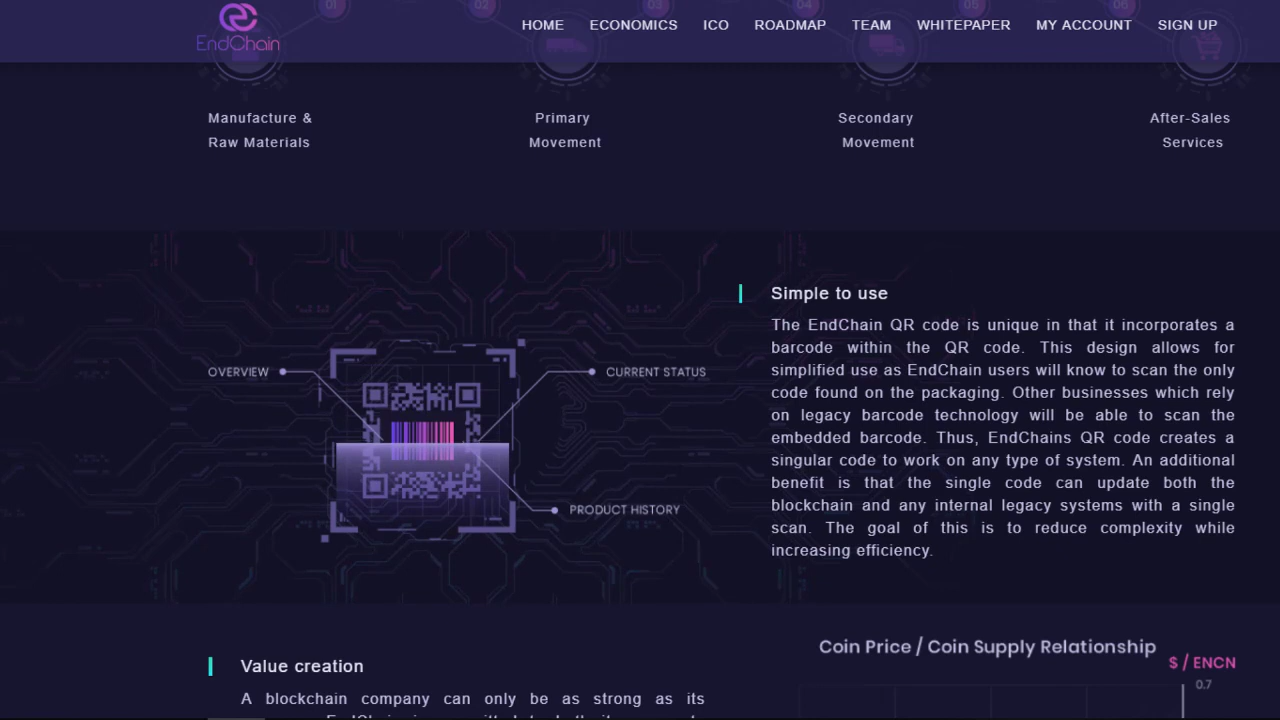 01 02 03 04 05 06
HOME ECONOMICS ICO ROADMAP TEAM WHITEPAPER MY ACCOUNT SIGN UP
EndChain
Manufacture &
Raw Materials
Primary
Movement
Secondary
Movement
After-Sales
Services
OVERVIEW
CURRENT STATUS
PRODUCT HISTORY
Simple to use
The EndChain QR code is unique in that it incorporates a
barcode within the QR code. This design allows for
simplified use as EndChain users will know to scan the only
code found on the packaging. Other businesses which rely
on legacy barcode technology will be able to scan the
embedded barcode. Thus, EndChains QR code creates a
singular code to work on any type of system. An additional
benefit is that the single code can update both the
blockchain and any internal legacy systems with a single
scan. The goal of this is to reduce complexity while
increasing efficiency.
Value creation
A blockchain company can only be as strong as its
Coin Price / Coin Supply Relationship
$ / ENCN
0.7